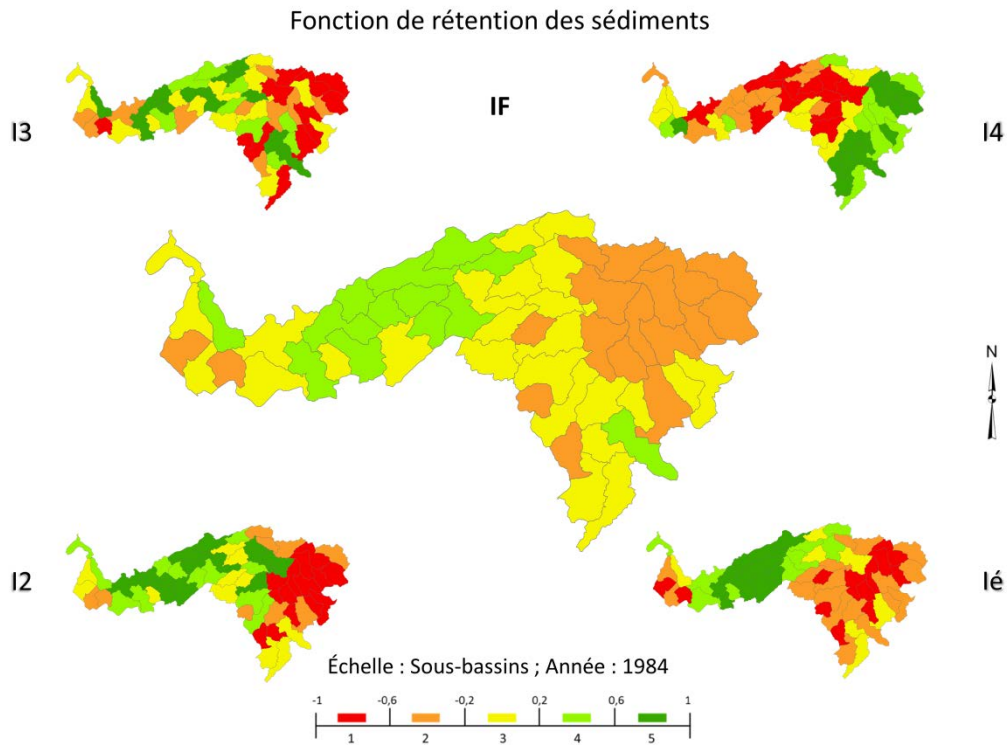 Fonction de rétention des sédiments
I3
IF
I4
N
I2
Ié
Échelle : Sous-bassins ; Année : 1984
-1 -0,6 -0,2 0,2 0,6 1
1 2 3 4 5